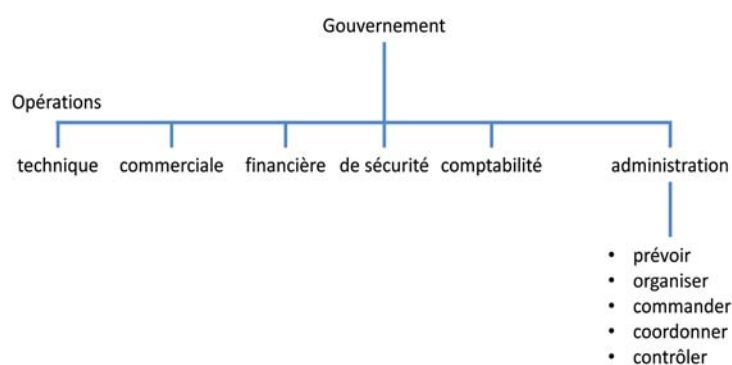 Gouvernement
Opérations
technique commerciale financière de sécurité comptabilité administration
• prévoir
• organiser
• commander
• coordonner
• contrôler